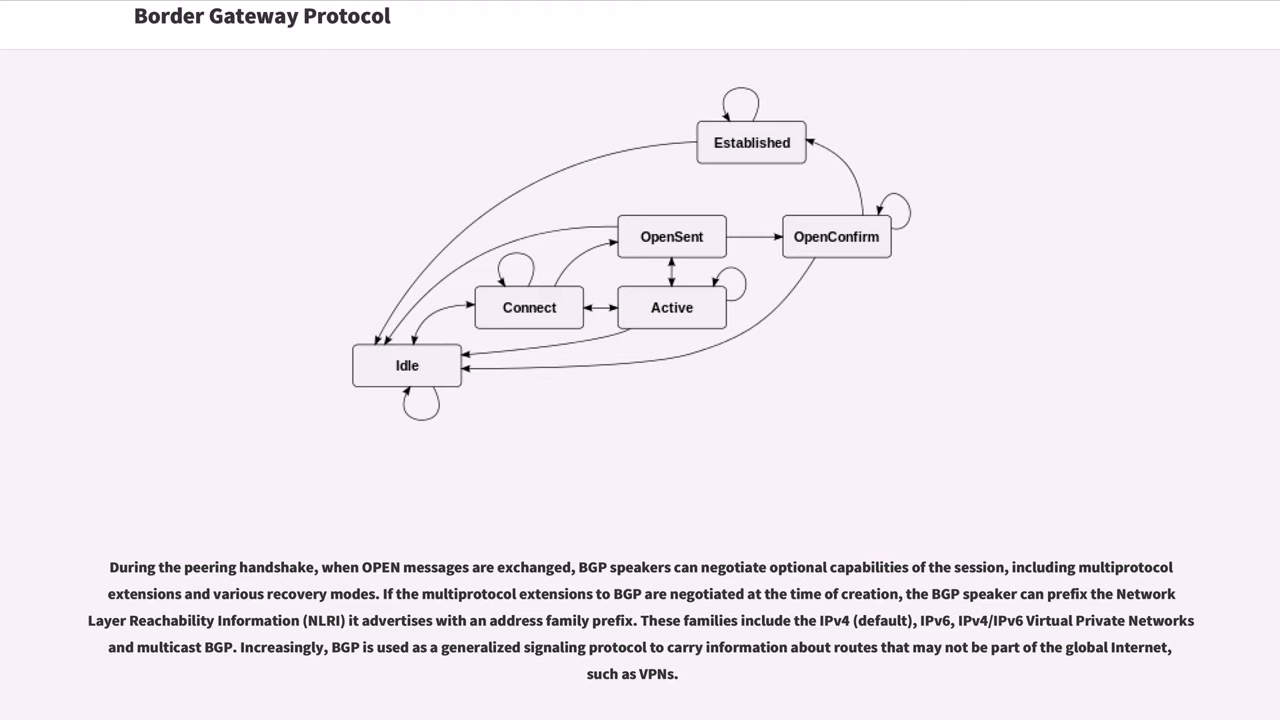 Border Gateway Protocol
Established
OpenSent
OpenConfirm
Connect
Active
Idle
During the peering handshake, when OPEN messages are exchanged, BGP speakers can negotiate optional capabilities of the session, including multiprotocol
extensions and various recovery modes. If the multiprotocol extensions to BGP are negotiated at the time of creation, the BGP speaker can prefix the Network
Layer Reachability Information (NLRI) it advertises with an address family prefix. These families include the IPv4 (default), IPv6, IPv4/IPv6 Virtual Private Networks
and multicast BGP. Increasingly, BGP is used as a generalized signaling protocol to carry information about routes that may not be part of the global Internet,
such as VPNs.